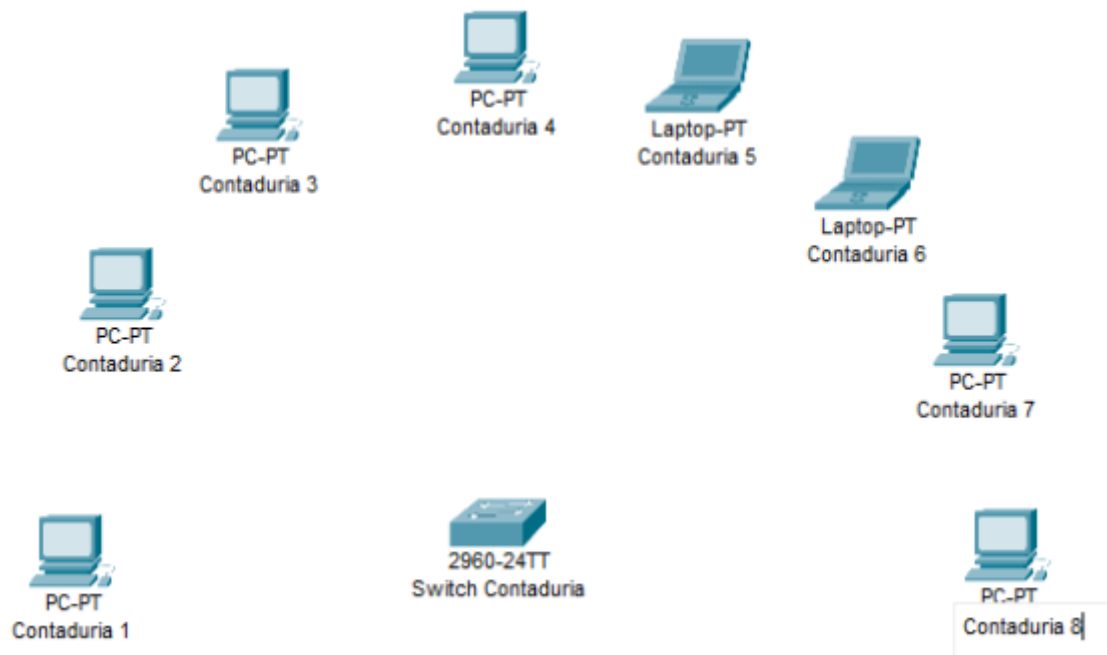 PC-PT
Contaduria 4
Laptop-PT
Contaduria 5
PC-PT
Contaduria 3
Laptop-PT
Contaduria 6
PC-PT
Contaduria 2
PC-PT
Contaduria 7
2960-24TT
Switch Contaduria
PC-PT
Contaduria 1
PC-PT
Contaduria 8